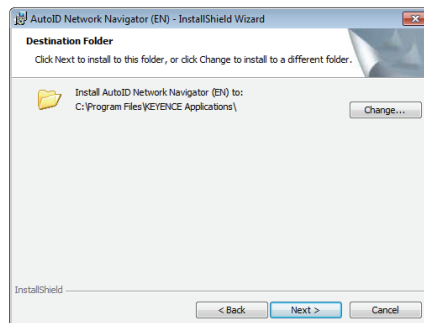 AutoID Network Navigator (EN) - InstallShield Wizard
Destination Folder
Click Next to install to this folder, or click Change to install to a different folder.
Install AutoID Network Navigator (EN) to:
C:\Program Files\KEYENCE Applications\
Change...
InstallShield
< Back
Next >
Cancel